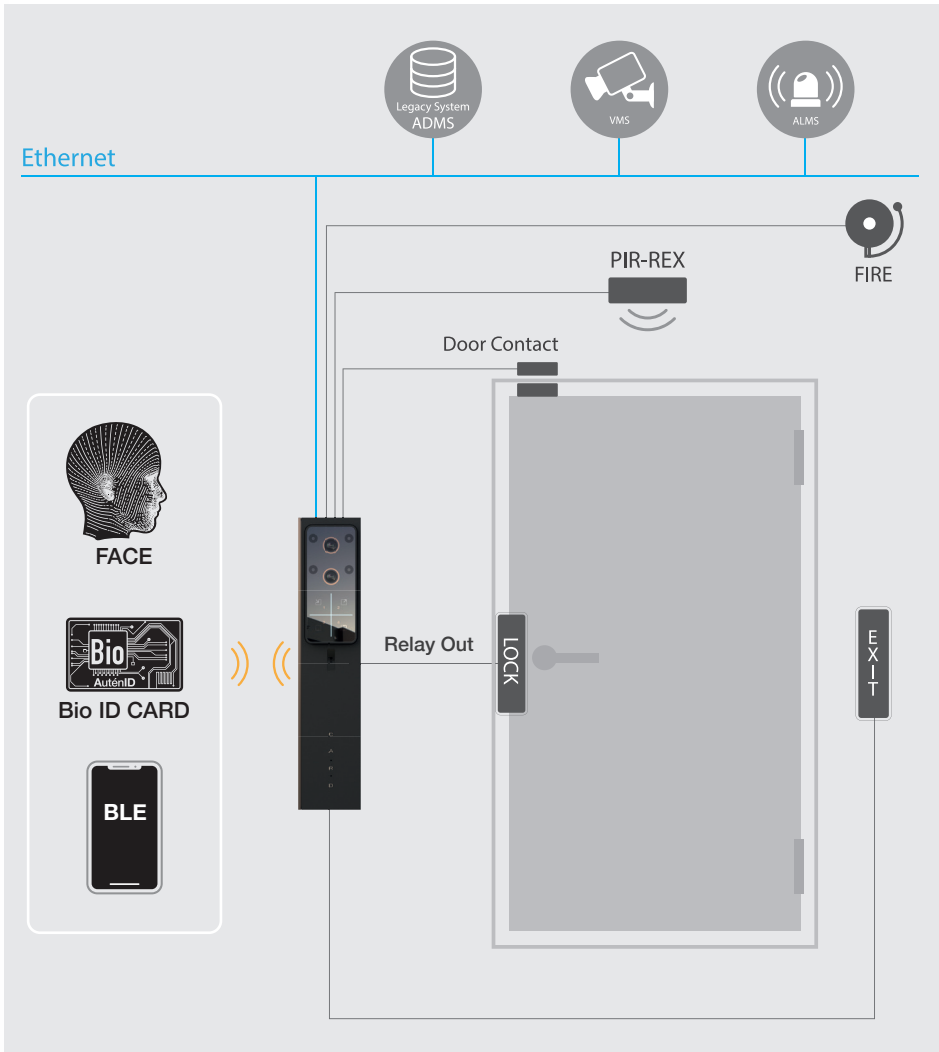 Legacy System
ADMS
VMS
ALMS
Ethernet
FIRE
PIR-REX
Door Contact
FACE
Bio
AuténID
Bio ID CARD
BLE
Relay Out
LOCK
EXIT